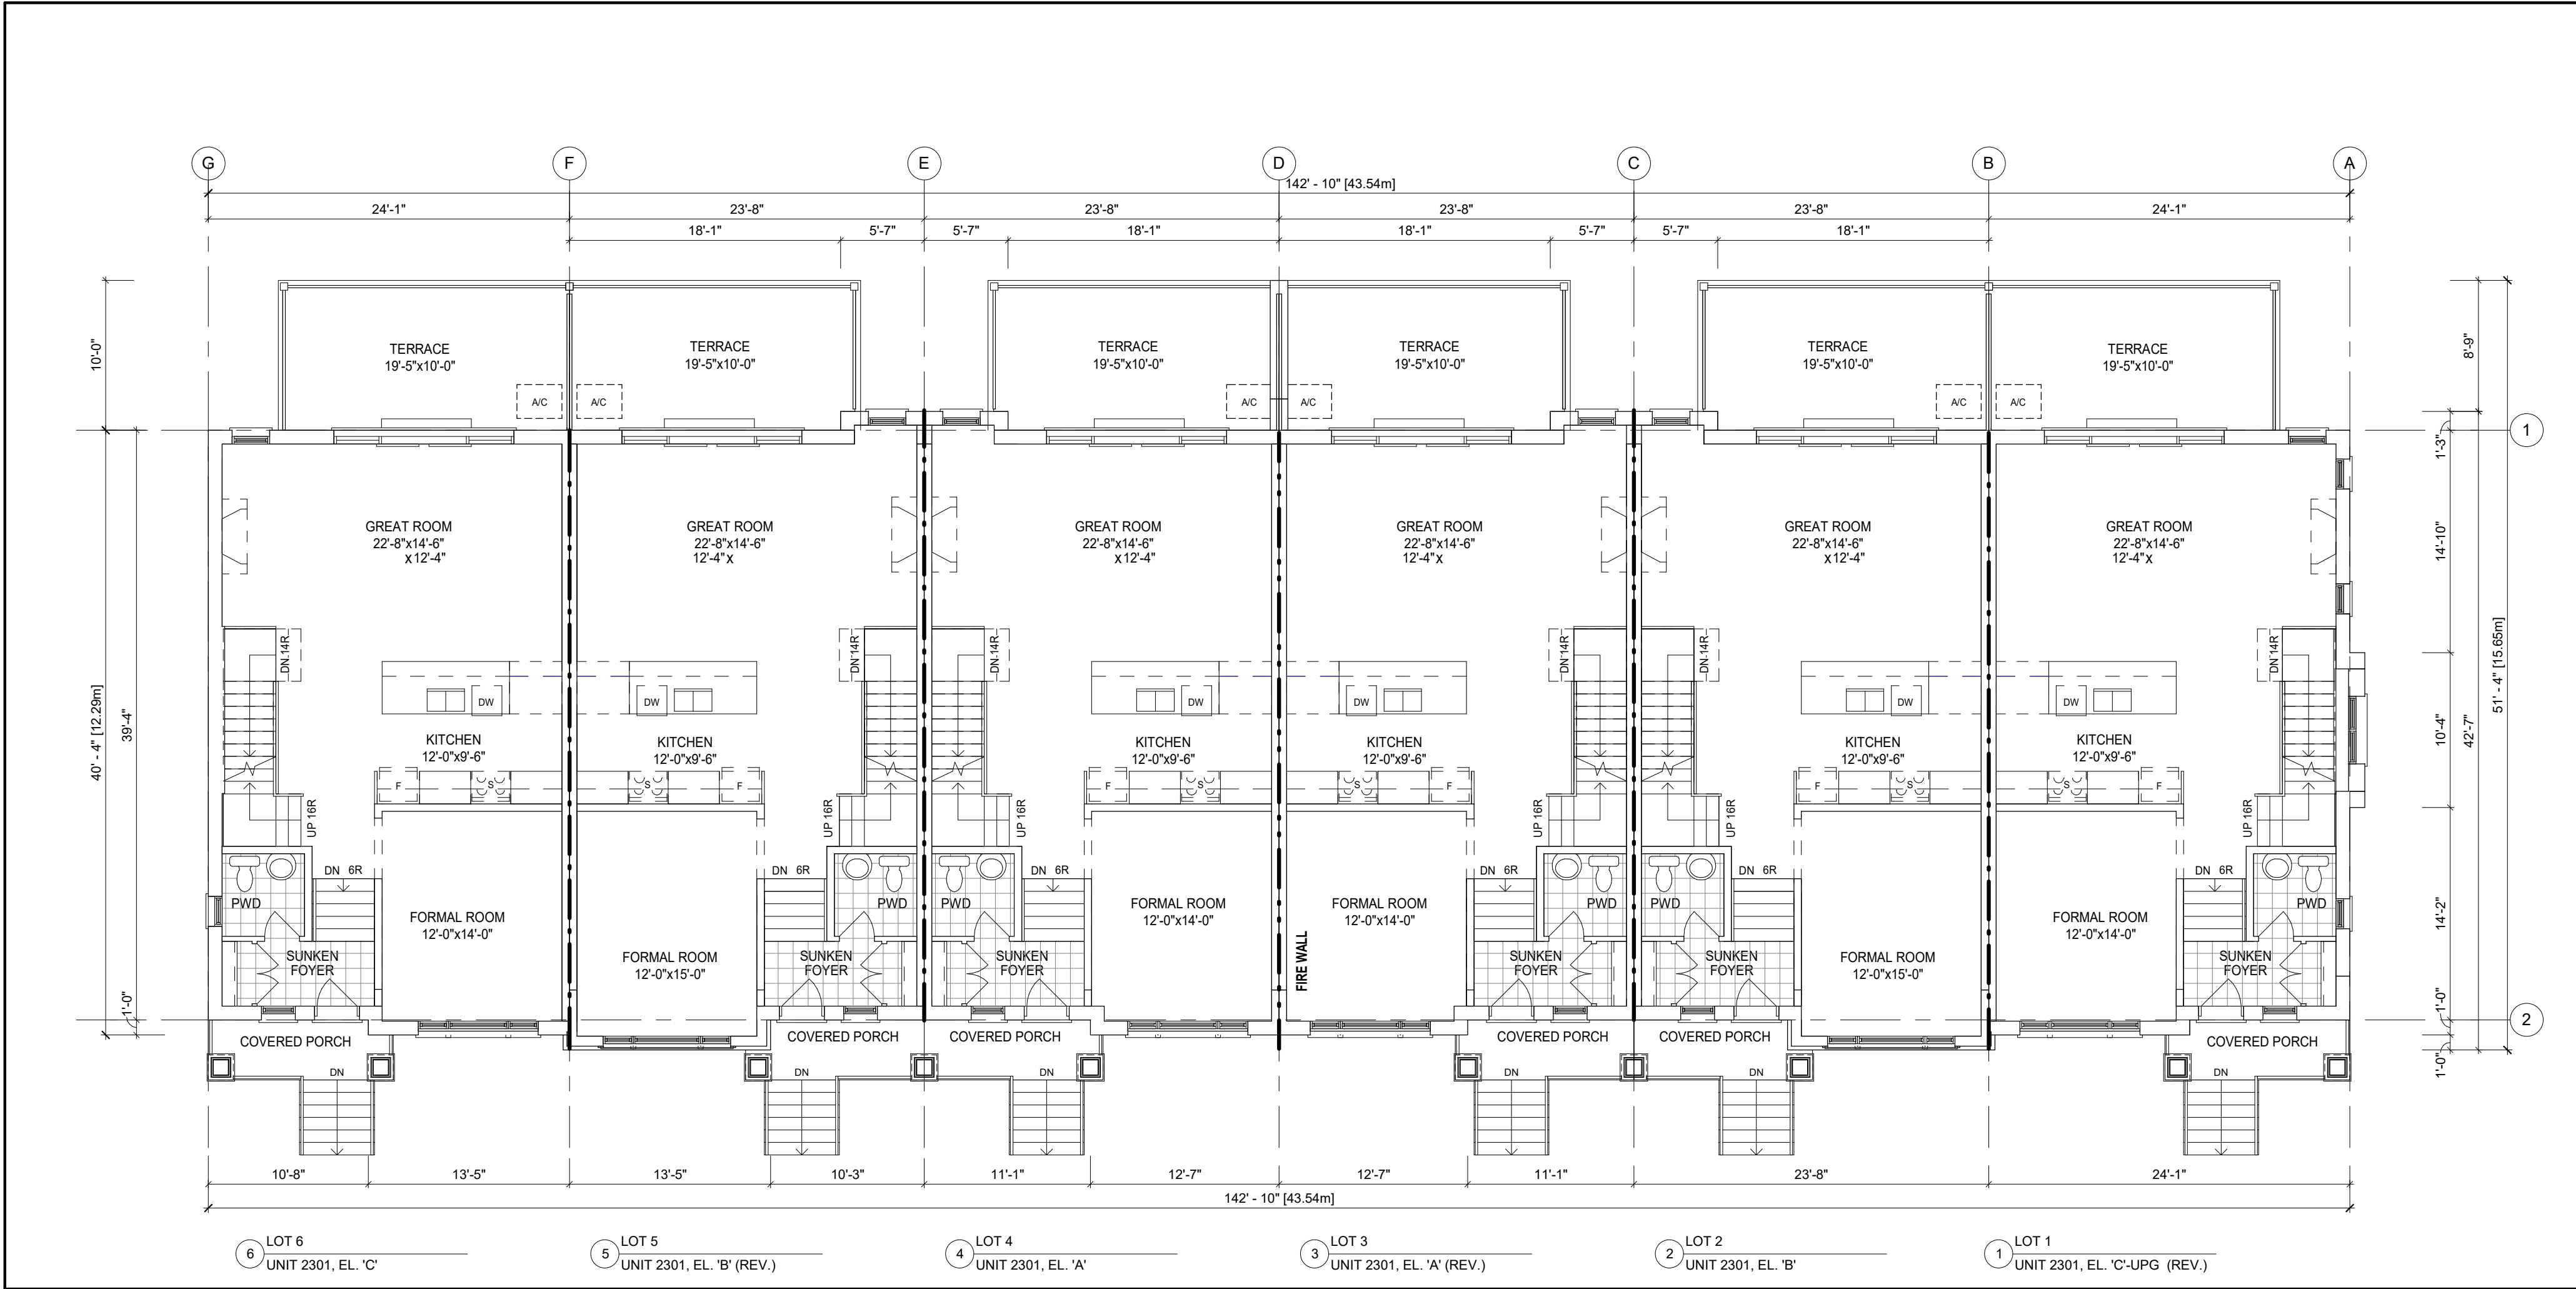 G F E D C B A
142' - 10" [43.54m]
24'-1" 23'-8" 23'-8" 23'-8" 23'-8" 24'-1"
18'-1" 5'-7" 5'-7" 18'-1" 18'-1" 5'-7" 5'-7" 18'-1"
10'-0"
8'-9"
TERRACE
19'-5"x10'-0"
TERRACE
19'-5"x10'-0"
TERRACE
19'-5"x10'-0"
TERRACE
19'-5"x10'-0"
TERRACE
19'-5"x10'-0"
TERRACE
19'-5"x10'-0"
A/C A/C A/C A/C A/C A/C
1
1'-3"
GREAT ROOM
22'-8"x14'-6"
x12'-4"
GREAT ROOM
22'-8"x14'-6"
12'-4"x
GREAT ROOM
22'-8"x14'-6"
x12'-4"
GREAT ROOM
22'-8"x14'-6"
12'-4"x
GREAT ROOM
22'-8"x14'-6"
x12'-4"
GREAT ROOM
22'-8"x14'-6"
12'-4"x
14'-10"
DN 14R DN 14R DN 14R DN 14R DN 14R DN 14R
40' - 4" [12.29m]
39'-4"
51' - 4" [15.65m]
42'-7"
10'-4"
DW DW DW DW DW DW
KITCHEN
12'-0"x9'-6"
KITCHEN
12'-0"x9'-6"
KITCHEN
12'-0"x9'-6"
KITCHEN
12'-0"x9'-6"
KITCHEN
12'-0"x9'-6"
KITCHEN
12'-0"x9'-6"
F S S F F S S F F S S F
UP 16R UP 16R UP 16R UP 16R UP 16R UP 16R
DN 6R DN 6R DN 6R DN 6R DN 6R DN 6R
PWD PWD PWD PWD PWD PWD
14'-2"
FORMAL ROOM
12'-0"x14'-0"
FORMAL ROOM
12'-0"x15'-0"
FORMAL ROOM
12'-0"x14'-0"
FORMAL ROOM
12'-0"x14'-0"
FORMAL ROOM
12'-0"x15'-0"
FORMAL ROOM
12'-0"x14'-0"
FIRE WALL
SUNKEN
FOYER
SUNKEN
FOYER
SUNKEN
FOYER
SUNKEN
FOYER
SUNKEN
FOYER
SUNKEN
FOYER
1'-0"
1'-0"
2
1'-0"
COVERED PORCH COVERED PORCH COVERED PORCH COVERED PORCH COVERED PORCH COVERED PORCH
DN DN DN DN DN DN
10'-8" 13'-5" 13'-5" 10'-3" 11'-1" 12'-7" 12'-7" 11'-1" 23'-8" 24'-1"
142' - 10" [43.54m]
6 LOT 6
UNIT 2301, EL. 'C'
5 LOT 5
UNIT 2301, EL. 'B' (REV.)
4 LOT 4
UNIT 2301, EL. 'A'
3 LOT 3
UNIT 2301, EL. 'A' (REV.)
2 LOT 2
UNIT 2301, EL. 'B'
1 LOT 1
UNIT 2301, EL. 'C'-UPG (REV.)